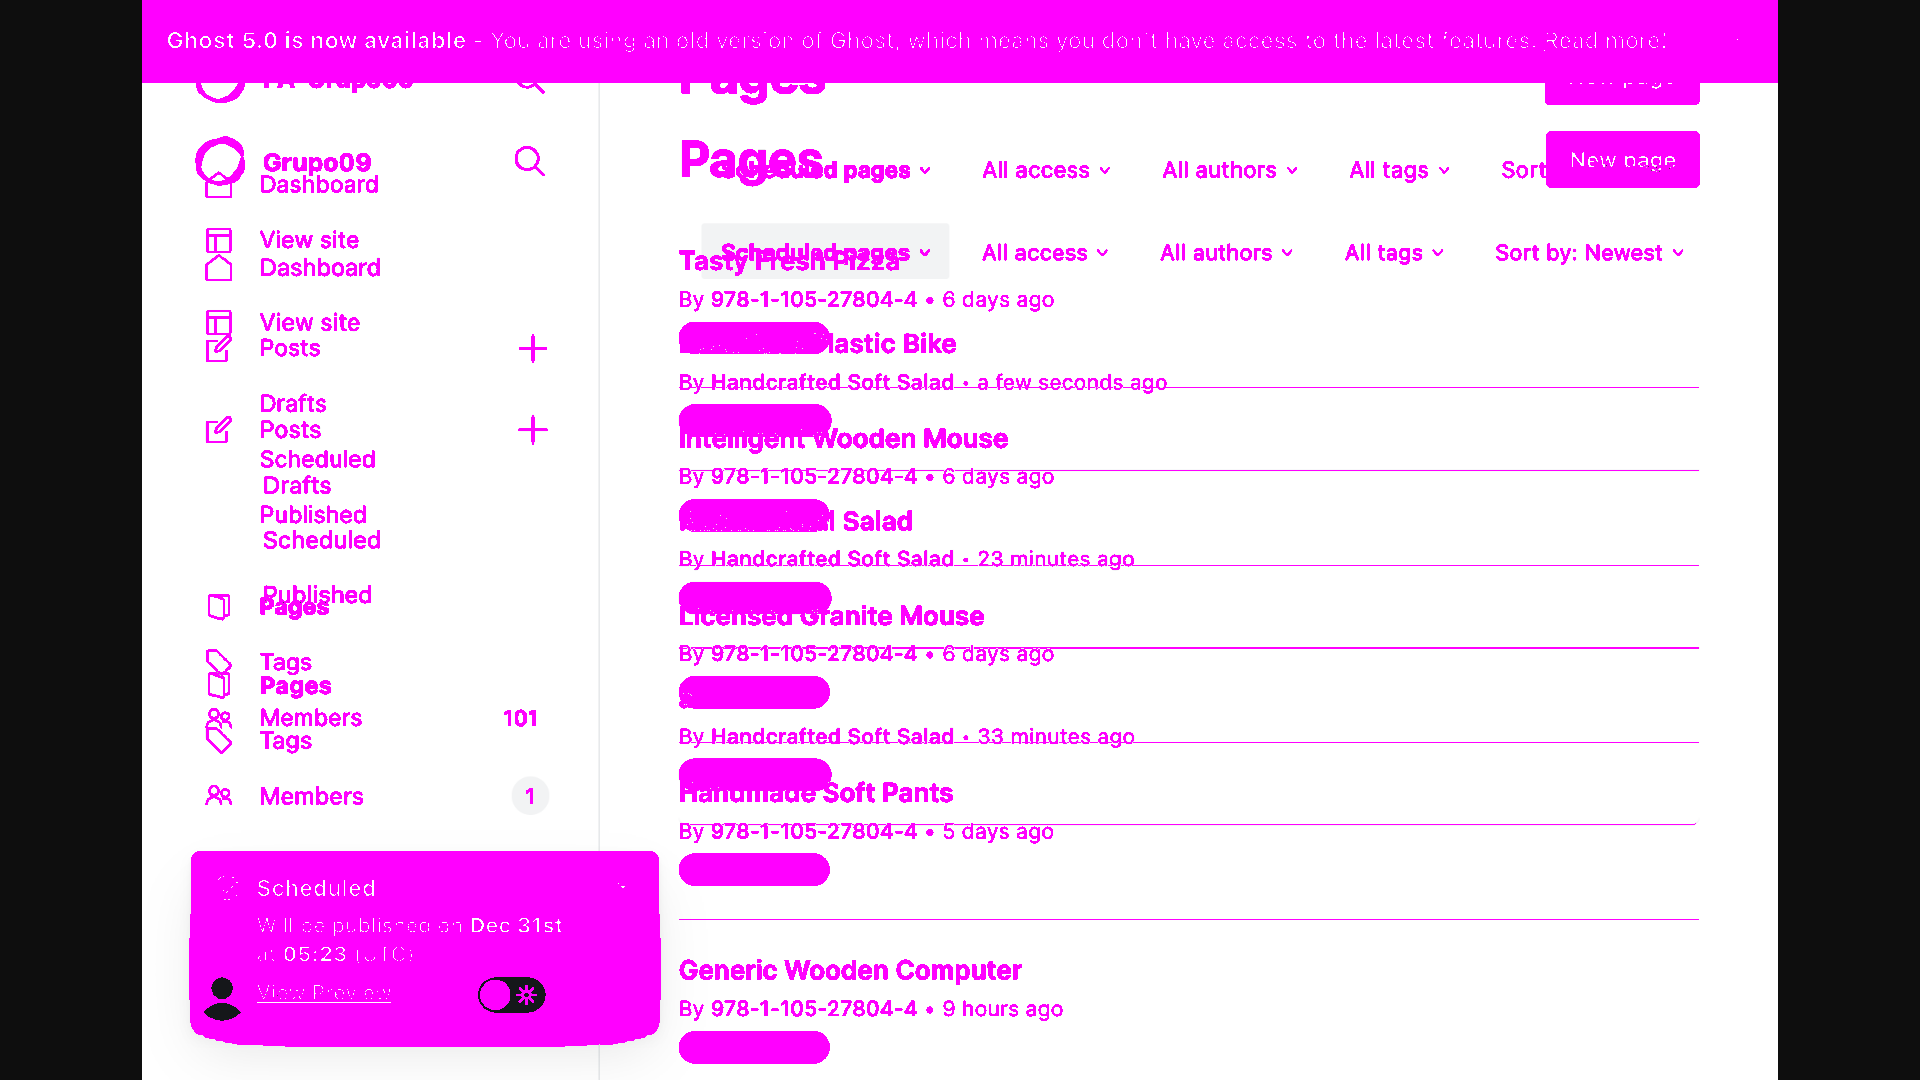 Ghost 5.0 is now available - You are using an old version of Ghost, which means you don't have access to the latest features. Read more!
Pages
New page
Grupo09
Pages
New page
Dashboard
Scheduled pages
All access
All authors
All tags
Sort
View site
Dashboard
Scheduled pages
All access
All authors
All tags
Sort by: Newest
Tasty Fresh Pizza
By 978-1-105-27804-4 • 6 days ago
View site
Posts
Plastic Bike
By Handcrafted Soft Salad • a few seconds ago
Drafts
Posts
Intelligent Wooden Mouse
Scheduled
By 978-1-105-27804-4 • 6 days ago
Drafts
Published
Salad
Scheduled
By Handcrafted Soft Salad • 23 minutes ago
Published
Pages
Licensed Granite Mouse
By 978-1-105-27804-4 • 6 days ago
Tags
Pages
Members 101
Tags
By Handcrafted Soft Salad • 33 minutes ago
Members 1
Handmade Soft Pants
By 978-1-105-27804-4 • 5 days ago
Scheduled
Will be published on Dec 31st
at 05:23 (UTC)
View Preview
Generic Wooden Computer
By 978-1-105-27804-4 • 9 hours ago